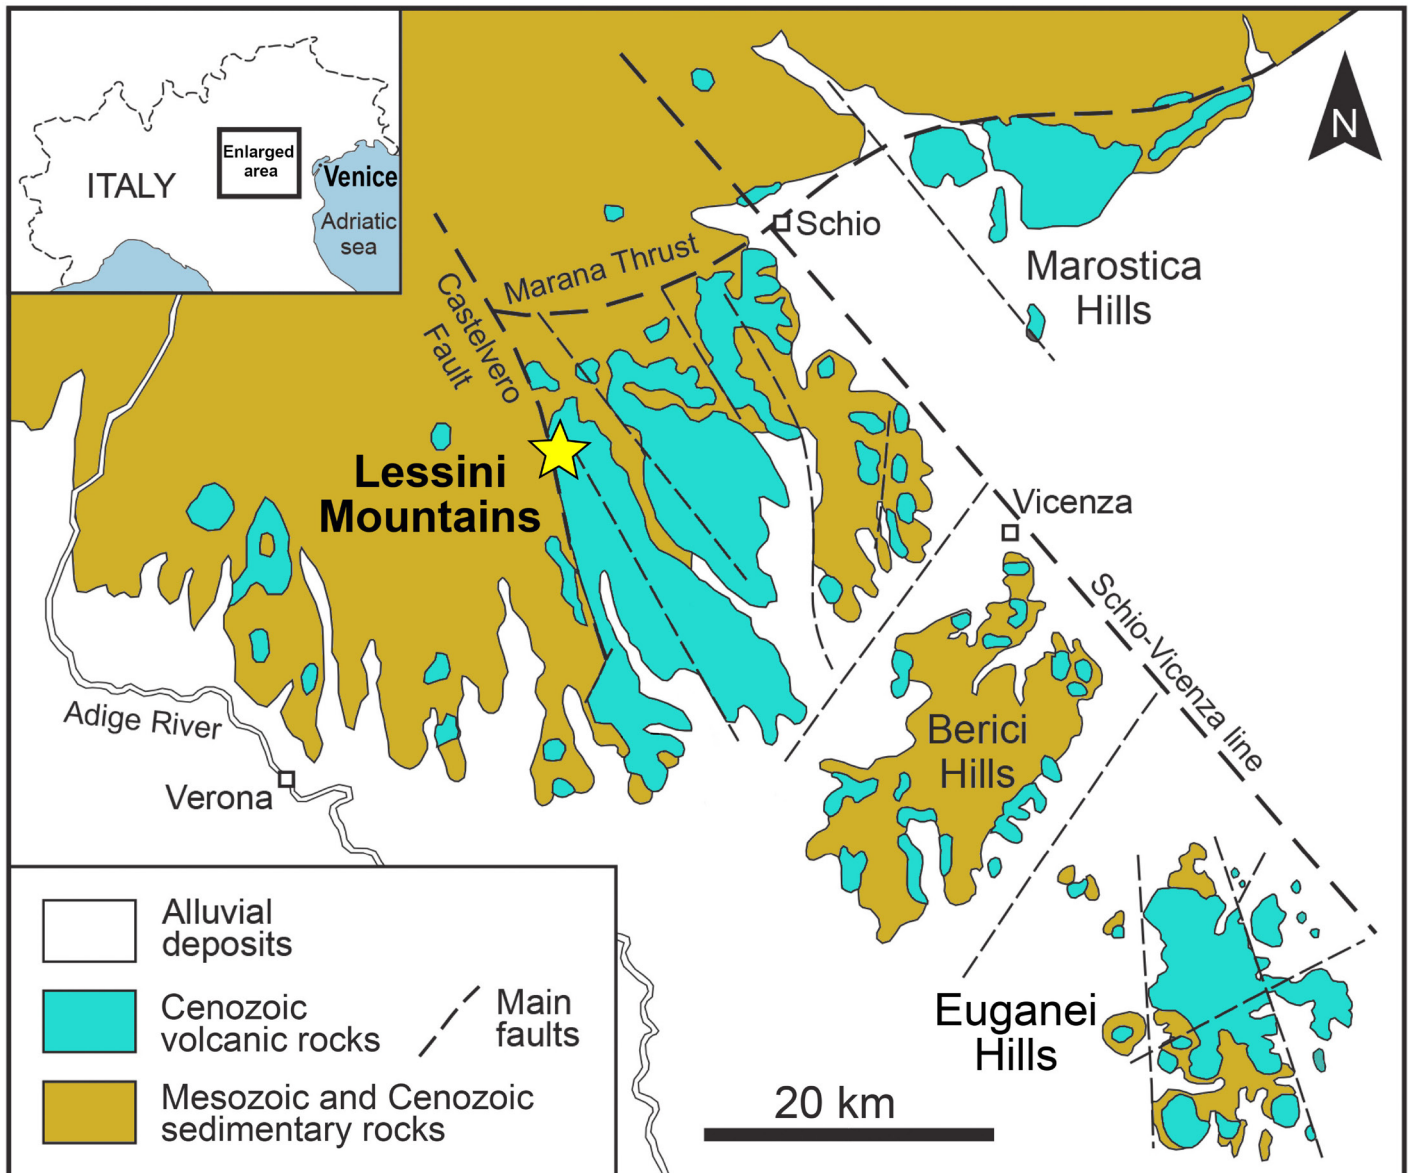 Enlarged
area
ITALY
Venice
Adriatic
sea
N
Schio
Marana Thrust
Marostica
Hills
Castelvero
Fault
Lessini
Mountains
Vicenza
Schio-Vicenza line
Adige River
Berici
Hills
Verona
Euganei
Hills
Alluvial
deposits
Cenozoic
volcanic rocks
Main
faults
Mesozoic and Cenozoic
sedimentary rocks
20 km